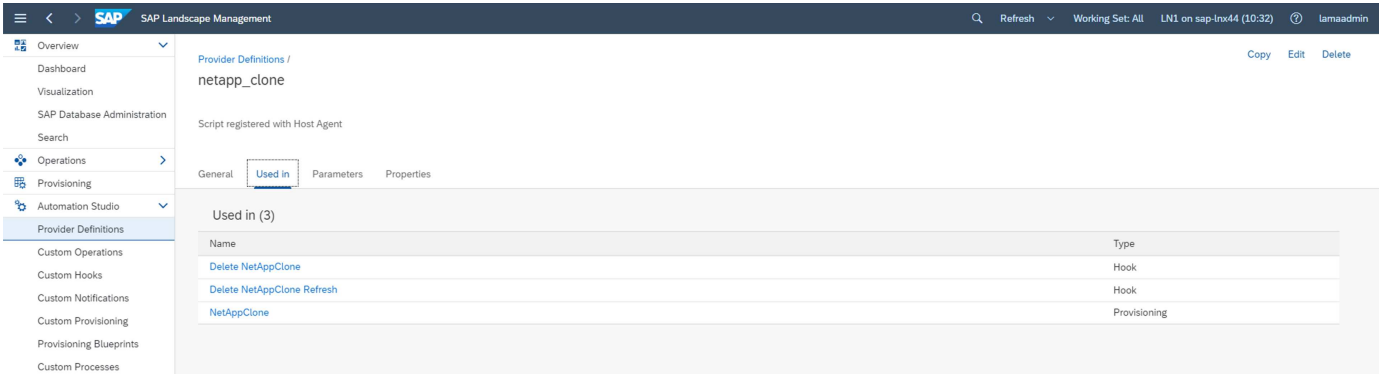 SAP SAP Landscape Management Refresh Working Set: All LN1 on sap-lnx44 (10:32) lamaadmin
Overview
Dashboard
Visualization
SAP Database Administration
Search
Operations
Provisioning
Automation Studio
Provider Definitions
Custom Operations
Custom Hooks
Custom Notifications
Custom Provisioning
Provisioning Blueprints
Custom Processes
Provider Definitions / Copy Edit Delete
netapp_clone
Script registered with Host Agent
General Used in Parameters Properties
Used in (3)
Name Type
Delete NetAppClone Hook
Delete NetAppClone Refresh Hook
NetAppClone Provisioning